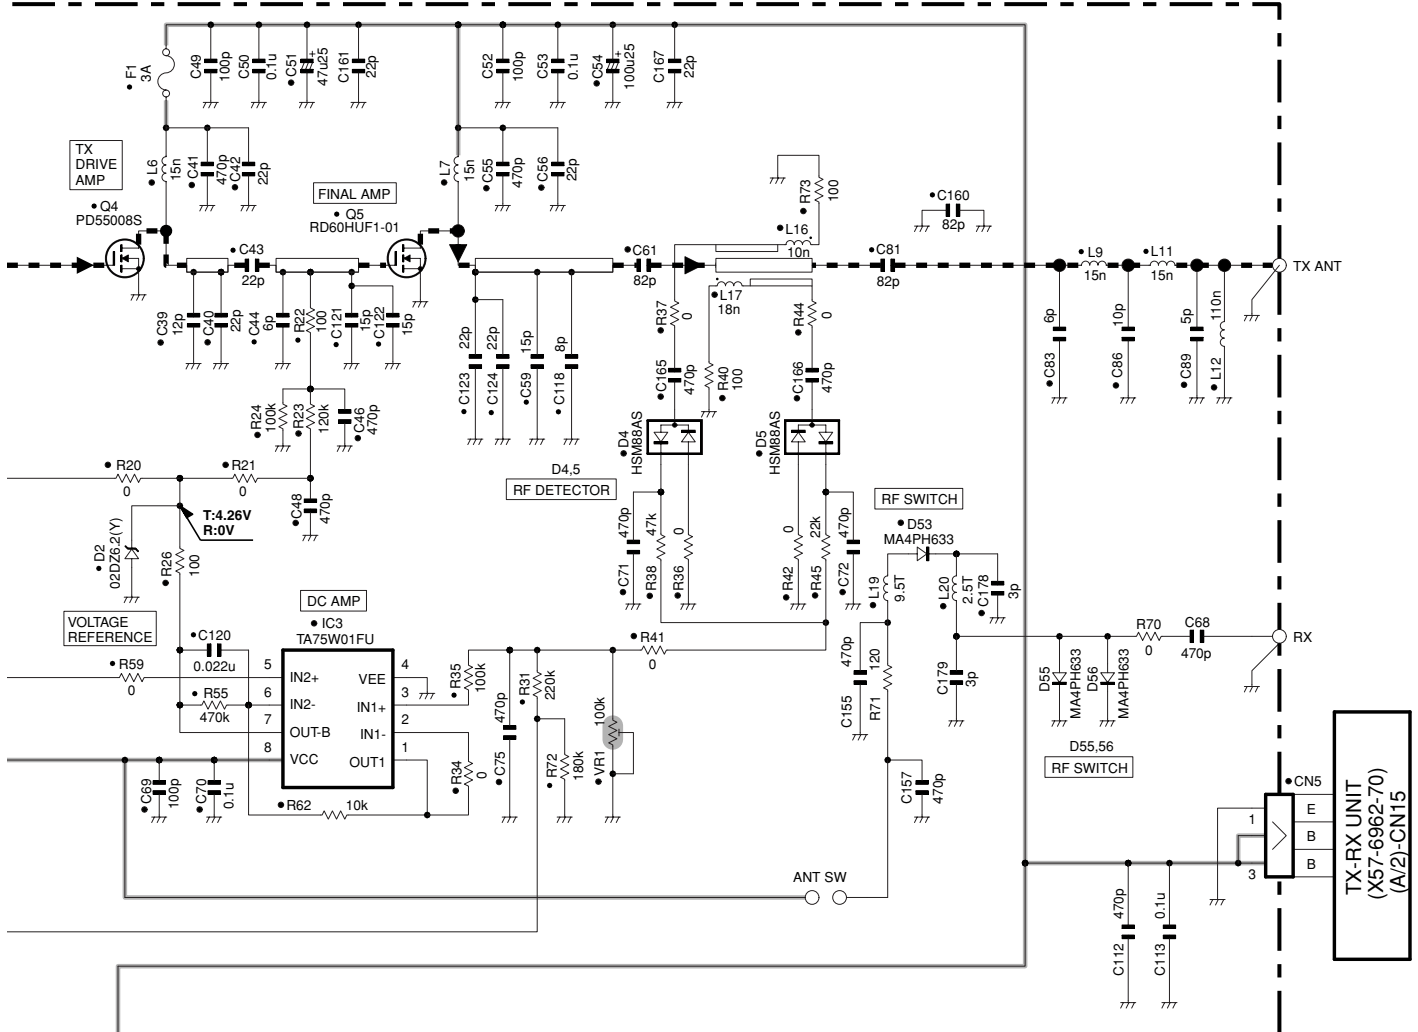 F1
3A
C49
100p
C50
0.1u
C51
47u25
+
C161
22p
C52
100p
C53
0.1u
C54
100u25
+
C167
22p
TX
DRIVE
AMP
L6
15n
C41
470p
C42
22p
FINAL AMP
L7
15n
C55
470p
C56
22p
R73
100
C160
82p
Q4
PD55008S
Q5
RD60HUF1-01
L16
10n
C43
22p
C61
82p
C81
82p
L9
15n
L11
15n
TX ANT
L17
18n
C39
12p
C40
22p
C44
6p
R22
100
C121
15p
C122
15p
R37
0
R44
0
C123
22p
C124
22p
C59
15p
C118
8p
C165
470p
R40
100
C166
470p
C83
6p
C86
10p
C89
5p
L12
110n
R24
100k
R23
120k
C46
470p
D4
HSM88AS
D5
HSM88AS
D4,5
RF DETECTOR
R20
0
R21
0
T:4.26V
R:0V
C48
470p
D2
02DZ6.2(Y)
R26
100
C71
470p
R38
47k
R36
0
R42
0
R45
22k
C72
470p
RF SWITCH
D53
MA4PH633
L19
9.5T
L20
2.5T
C178
3p
DC AMP
IC3
TA75W01FU
VOLTAGE
REFERENCE
C120
0.022u
R59
0
R55
470k
5
IN2+
6
IN2-
7
OUT-B
8
VCC
4
VEE
3
IN1+
2
IN1-
1
OUT1
R35
100k
R41
0
C75
470p
R31
220k
R72
180k
VR1
100k
R34
0
C69
100p
C70
0.1u
R62
10k
C155
470p
R71
120
C179
3p
C157
470p
D55
MA4PH633
D56
MA4PH633
R70
0
C68
470p
RX
D55,56
RF SWITCH
CN5
1
3
E
B
B
TX-RX UNIT
(X57-6962-70)
(A/2)-CN15
ANT SW
C112
470p
C113
0.1u